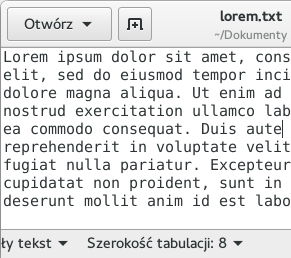 Otwórz
lorem.txt
~/Dokumenty
Lorem ipsum dolor sit amet, cons
elit, sed do eiusmod tempor inci
dolore magna aliqua. Ut enim ad
nostrud exercitation ullamco lab
ea commodo consequat. Duis aute
reprehenderit in voluptate velit
fugiat nulla pariatur. Excepteur
cupidatat non proident, sunt in
deserunt mollit anim id est labo
ły tekst
Szerokość tabulacji: 8